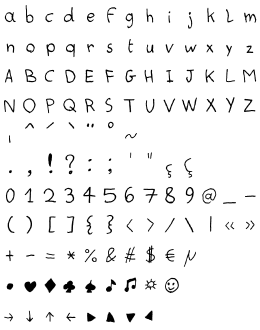 a b c d e f g h i j k l m
n o p q r s t u v w x y z
A B C D E F G H I J K L M
N O P Q R S T U V W X Y Z
ˌ ^ ´ ` ¨ ° ~
. , ! ? : ; ' " ç Ç
0 1 2 3 4 5 6 7 8 9 @ _ –
( ) [ ] { } < > / \ | « »
+ - = * % & # $ € µ
• ♥ ♦ ♣ ♠ ♪ ♫ ☼ ☺
→ ↓ ↑ ← ► ▲ ▼ ◄